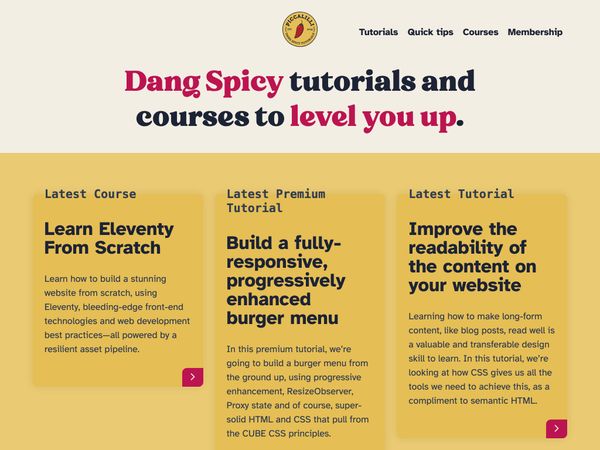 PICCALILLI
Tutorials Quick tips Courses Membership
Dang Spicy tutorials and
courses to level you up.
Latest Course
Learn Eleventy
From Scratch
Learn how to build a stunning
website from scratch, using
Eleventy, bleeding-edge front-end
technologies and web development
best practices—all powered by a
resilient asset pipeline.
Latest Premium
Tutorial
Build a fully-
responsive,
progressively
enhanced
burger menu
In this premium tutorial, we’re
going to build a burger menu from
the ground up, using progressive
enhancement, ResizeObserver,
Proxy state and of course, super-
solid HTML and CSS that pull from
the CUBE CSS principles.
Latest Tutorial
Improve the
readability of
the content on
your website
Learning how to make long-form
content, like blog posts, read well is
a valuable and transferable design
skill to learn. In this tutorial, we’re
looking at how CSS gives us all the
tools we need to achieve this, as a
compliment to semantic HTML.